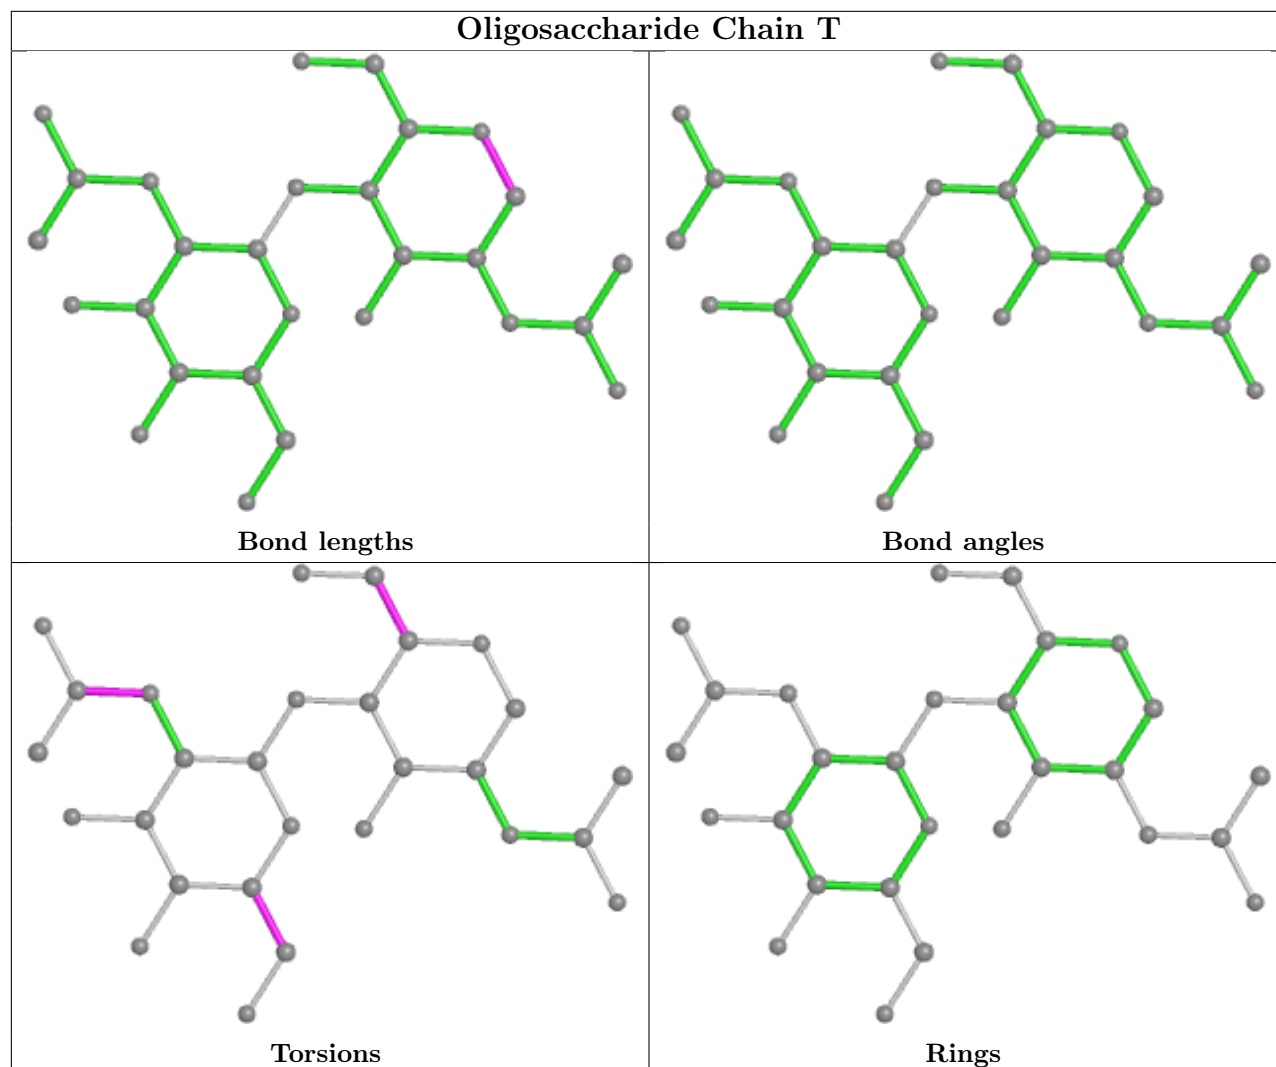 Oligosaccharide Chain T
Bond lengths
Bond angles
Torsions
Rings